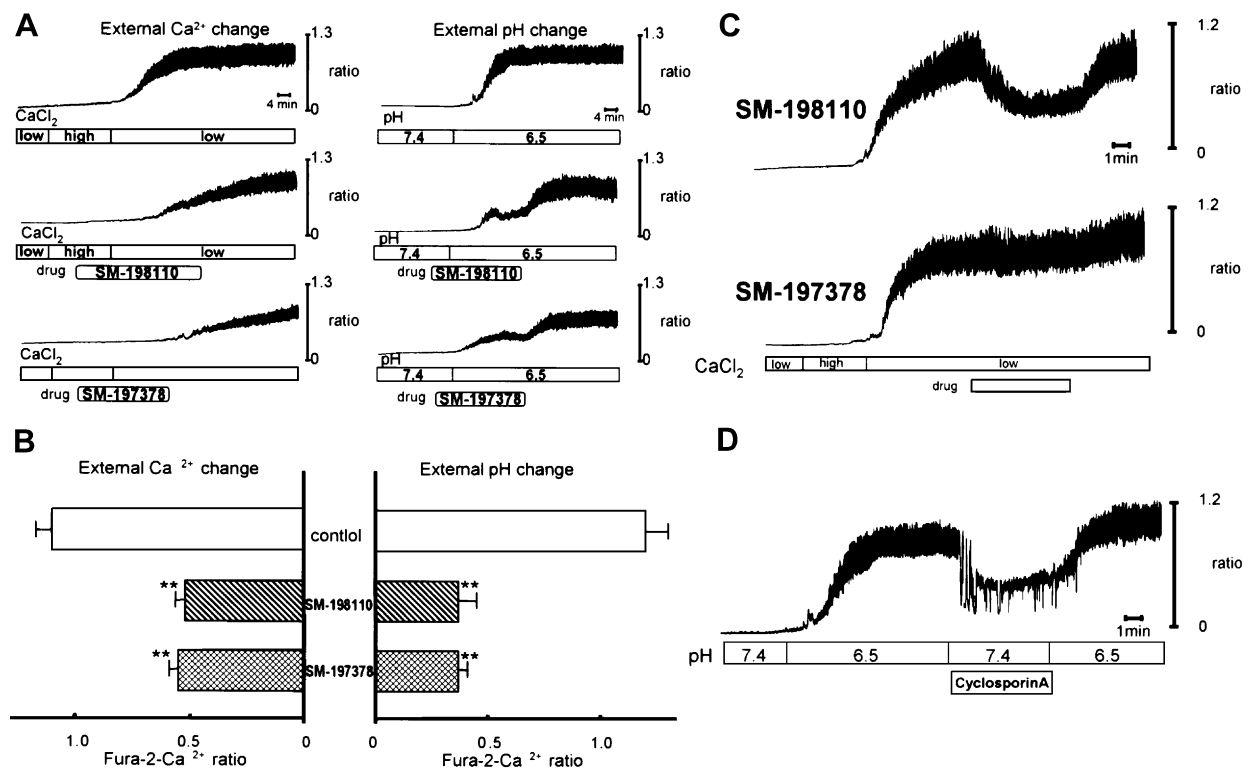 A
External Ca²⁺ change
1.3
ratio
4 min
0
CaCl₂
low high low
1.3
ratio
0
CaCl₂
low high low
drug SM-198110
1.3
ratio
0
CaCl₂
drug SM-197378
External pH change
1.3
ratio
4 min
0
pH
7.4 6.5
1.3
ratio
0
pH
7.4 6.5
drug SM-198110
1.3
ratio
0
pH
7.4 6.5
drug SM-197378
B
External Ca ²⁺ change
External pH change
contlol
** SM-198110 **
** SM-197378 **
1.0 0.5 0
0 0.5 1.0
Fura-2-Ca ²⁺ ratio
Fura-2-Ca ²⁺ ratio
C
1.2
SM-198110
ratio
1min
0
1.2
SM-197378
ratio
0
CaCl₂ low high low
drug
D
1.2
ratio
1min
0
pH 7.4 6.5 7.4 6.5
CyclosporinA